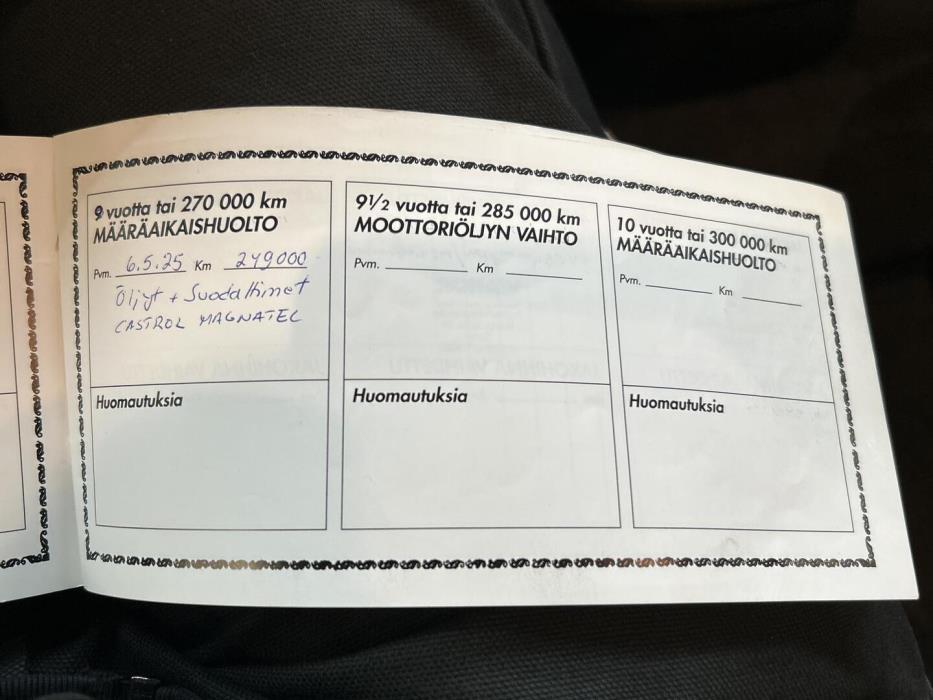 9 vuotta tai 270 000 km
MÄÄRÄAIKAISHUOLTO
Pvm. 6.5.25 Km 249000
Öljyt + Suodattimet
CASTROL MAGNATEC
Huomautuksia
9½ vuotta tai 285 000 km
MOOTTORIÖLJYN VAIHTO
Pvm. Km
Huomautuksia
10 vuotta tai 300 000 km
MÄÄRÄAIKAISHUOLTO
Pvm. Km
Huomautuksia